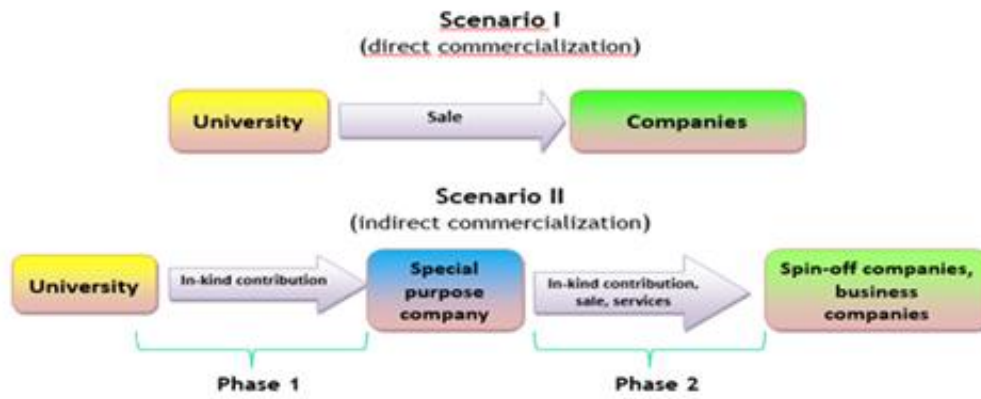 Scenario I
(direct commercialization)
University
Sale
Companies
Scenario II
(indirect commercialization)
University
In-kind contribution
Special
purpose
company
In-kind contribution,
sale, services
Spin-off companies,
business
companies
Phase 1
Phase 2